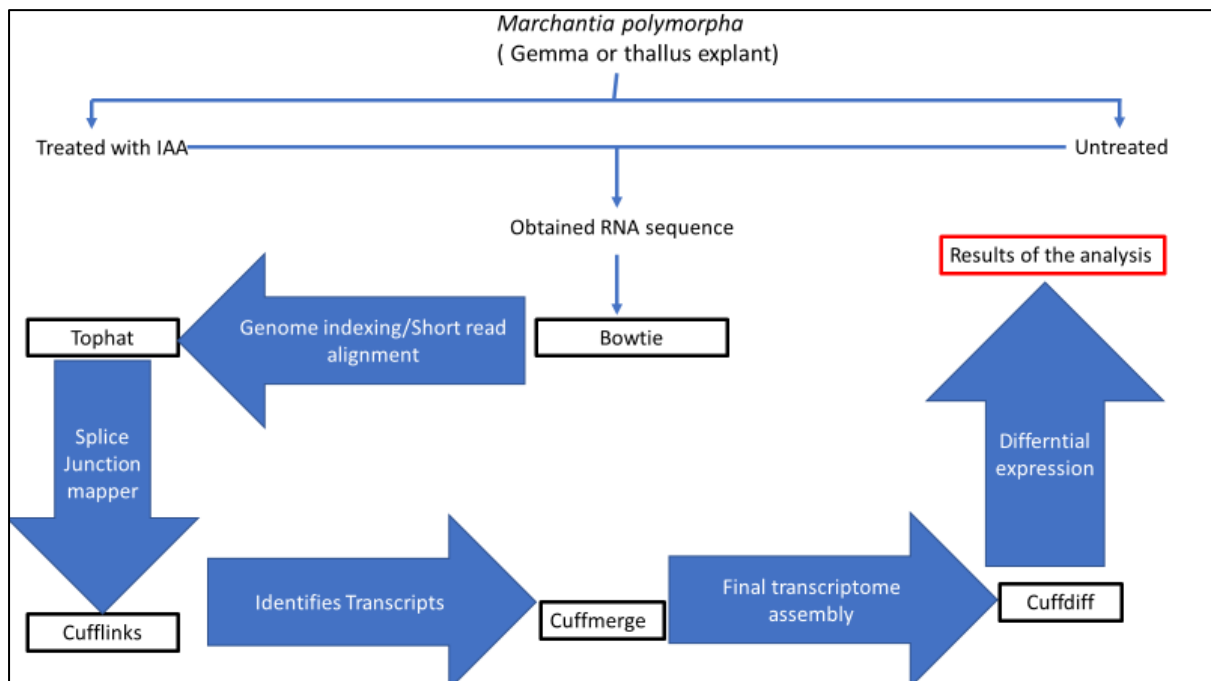 Marchantia polymorpha
( Gemma or thallus explant)
Treated with IAA
Untreated
Obtained RNA sequence
Results of the analysis
Tophat
Genome indexing/Short read
alignment
Bowtie
Splice
Junction
mapper
Differntial
expression
Cufflinks
Identifies Transcripts
Cuffmerge
Final transcriptome
assembly
Cuffdiff